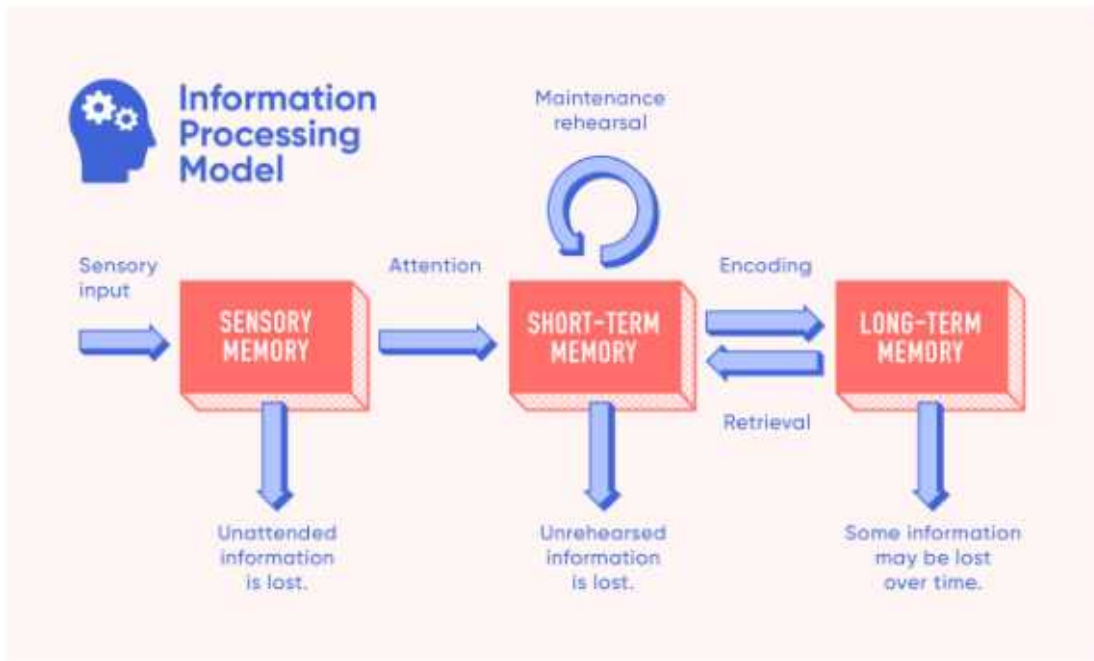 Information
Processing
Model
Maintenance
rehearsal
Sensory
input
Attention
Encoding
SENSORY
MEMORY
SHORT-TERM
MEMORY
LONG-TERM
MEMORY
Retrieval
Unattended
information
is lost.
Unrehearsed
information
is lost.
Some information
may be lost
over time.